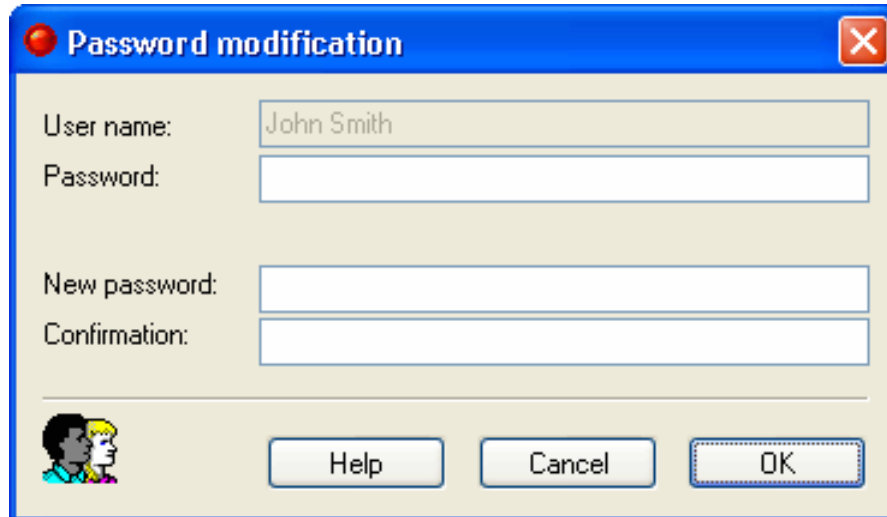 Password modification
User name: John Smith
Password:
New password:
Confirmation:
Help Cancel OK